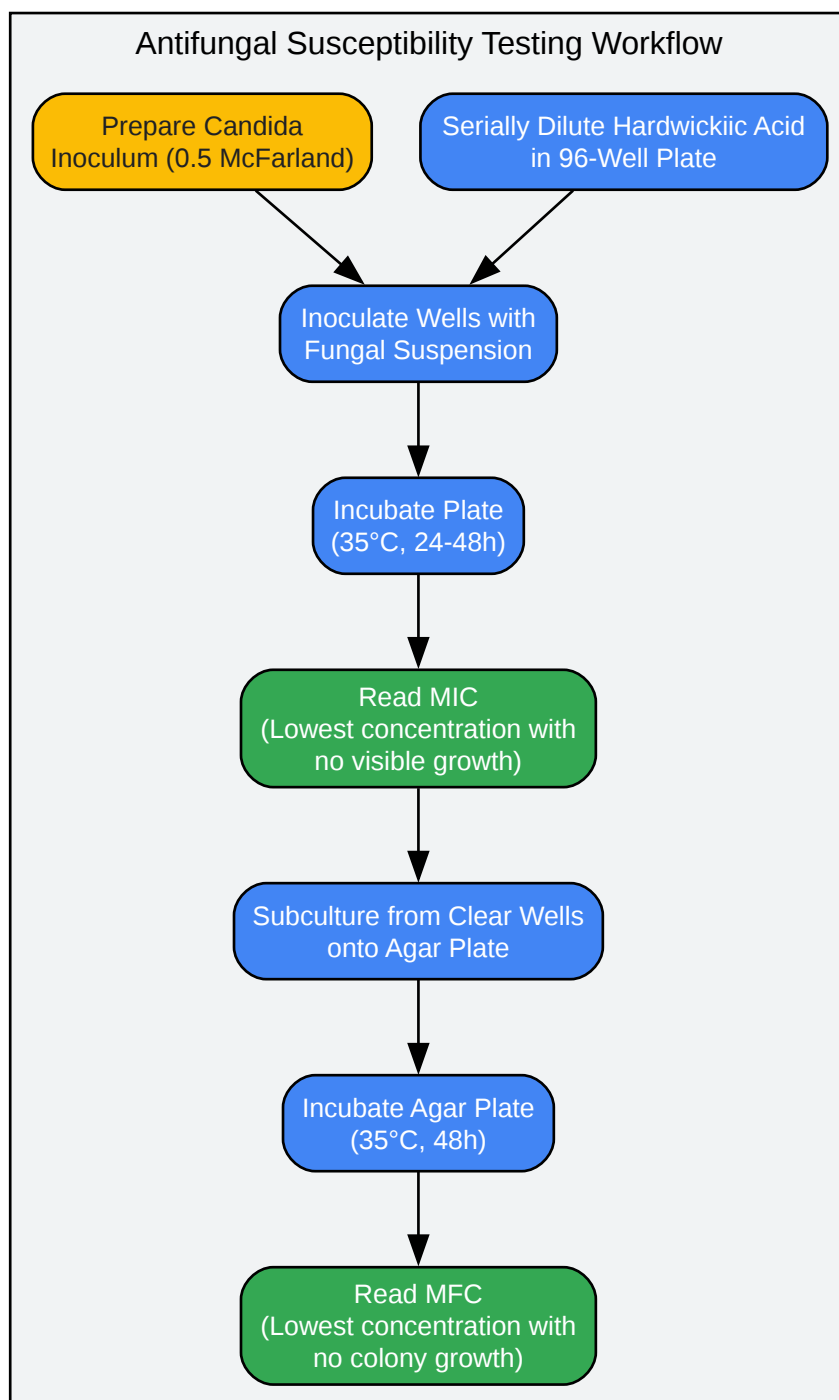 Antifungal Susceptibility Testing Workflow
Prepare Candida
Inoculum (0.5 McFarland)
Serially Dilute Hardwickiic Acid
in 96-Well Plate
Inoculate Wells with
Fungal Suspension
Incubate Plate
(35°C, 24-48h)
Read MIC
(Lowest concentration with
no visible growth)
Subculture from Clear Wells
onto Agar Plate
Incubate Agar Plate
(35°C, 48h)
Read MFC
(Lowest concentration with
no colony growth)